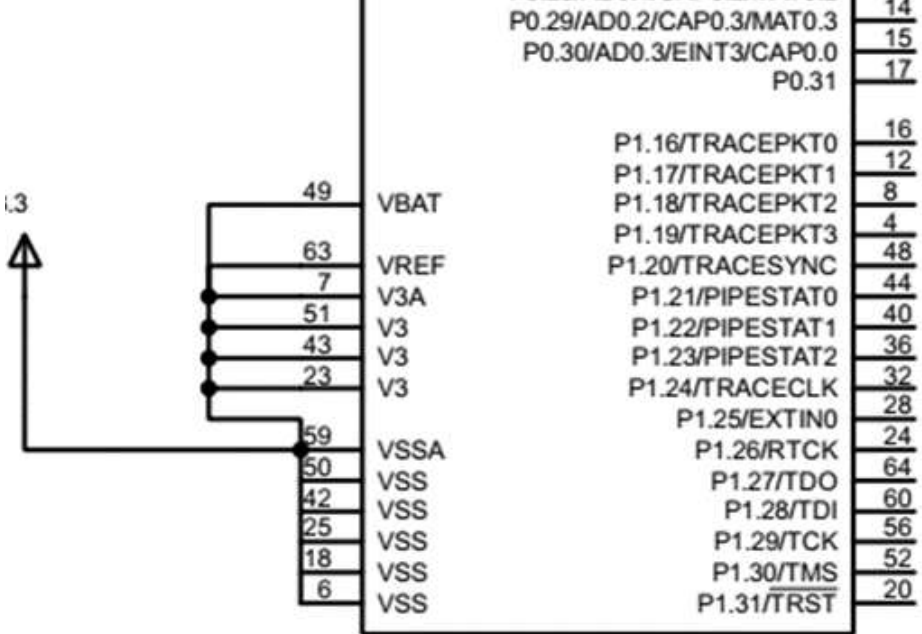 14
P0.29/AD0.2/CAP0.3/MAT0.3
15
P0.30/AD0.3/EINT3/CAP0.0
17
P0.31
16
P1.16/TRACEPKT0
12
P1.17/TRACEPKT1
.3 49 VBAT P1.18/TRACEPKT2 8
P1.19/TRACEPKT3 4
63 VREF P1.20/TRACESYNC 48
7 V3A P1.21/PIPESTAT0 44
51 V3 P1.22/PIPESTAT1 40
43 V3 P1.23/PIPESTAT2 36
23 V3 P1.24/TRACECLK 32
P1.25/EXTIN0 28
59 VSSA P1.26/RTCK 24
50 VSS P1.27/TDO 64
42 VSS P1.28/TDI 60
25 VSS P1.29/TCK 56
18 VSS P1.30/TMS 52
6 VSS P1.31/TRST 20